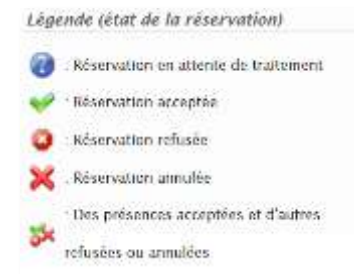 Légende (état de la réservation)
: Réservation en attente de traitement
: Réservation acceptée
: Réservation refusée
: Réservation annulée
: Des présences acceptées et d'autres
refusées ou annulées